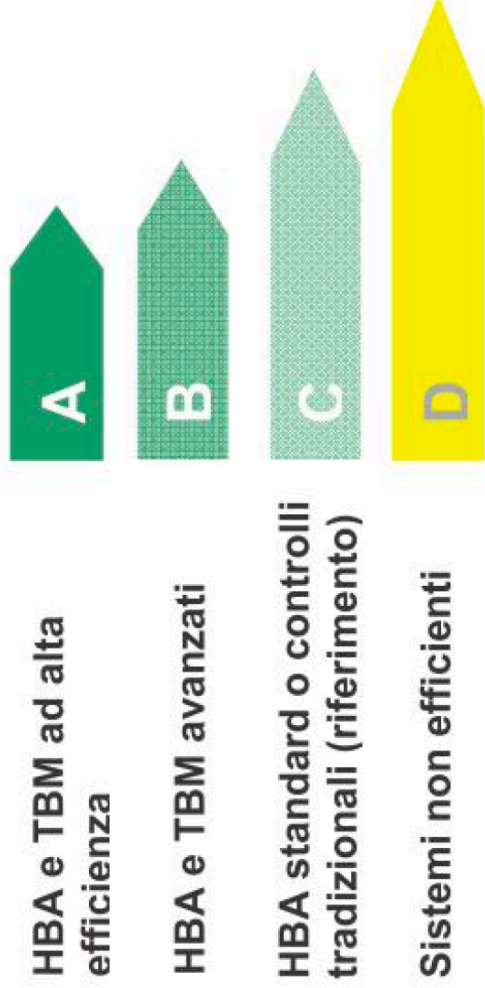 HBA e TBM ad alta
efficienza
A
HBA e TBM avanzati
B
HBA standard o controlli
tradizionali (riferimento)
C
Sistemi non efficienti
D